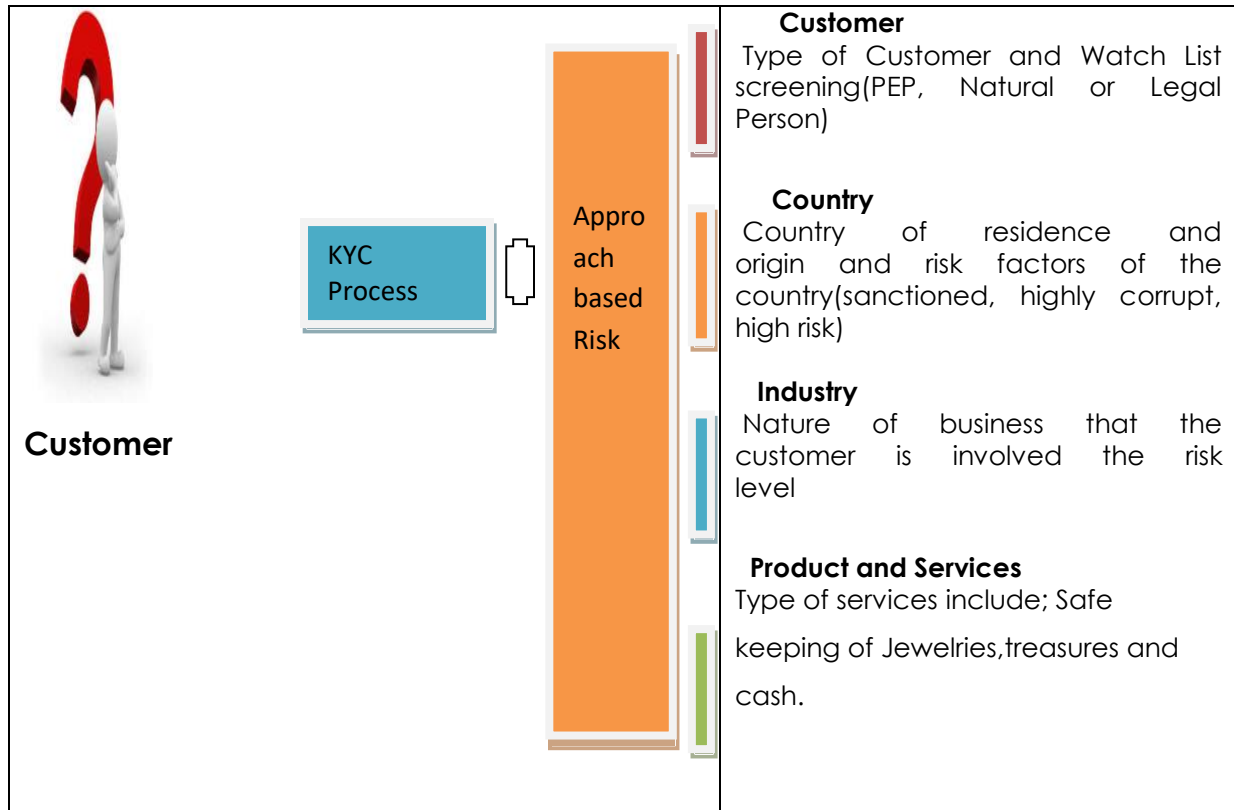 Customer
KYC
Process
Appro
ach
based
Risk
Customer
Type of Customer and Watch List
screening(PEP, Natural or Legal
Person)
Country
Country of residence and
origin and risk factors of the
country(sanctioned, highly corrupt,
high risk)
Industry
Nature of business that the
customer is involved the risk
level
Product and Services
Type of services include; Safe
keeping of Jewelries,treasures and
cash.